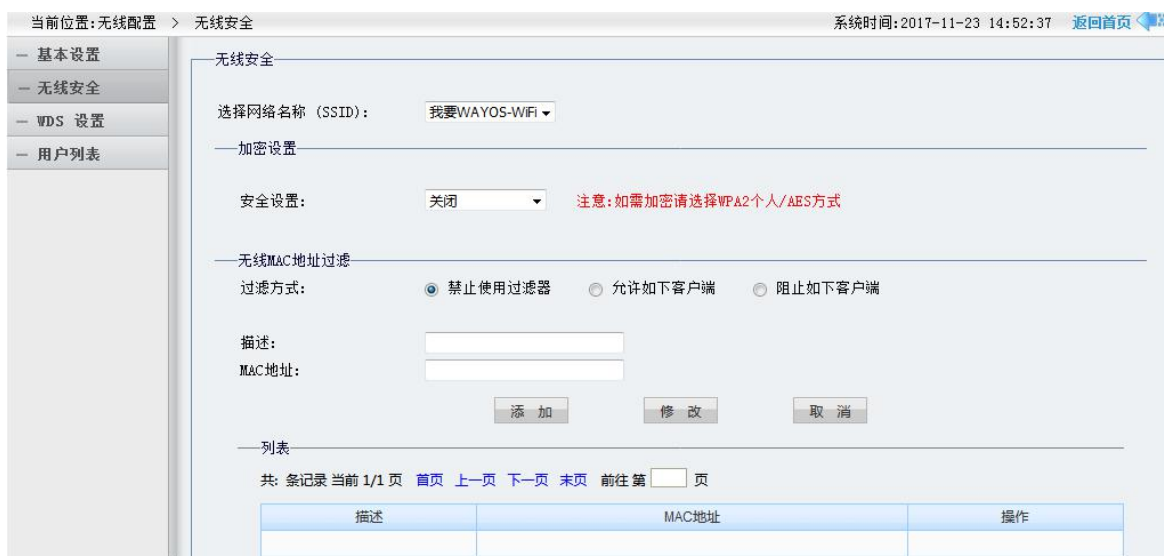 当前位置:无线配置 > 无线安全 系统时间:2017-11-23 14:52:37 返回首页
— 基本设置
— 无线安全
— WDS 设置
— 用户列表
无线安全
选择网络名称 (SSID): 我要WAYOS-WiFi
加密设置
安全设置: 关闭 注意:如需加密请选择WPA2个人/AES方式
无线MAC地址过滤
过滤方式: 禁止使用过滤器 允许如下客户端 阻止如下客户端
描述:
MAC地址:
添 加 修 改 取 消
列表
共: 条记录 当前 1/1 页 首页 上一页 下一页 末页 前往 第 页
描述 MAC地址 操作